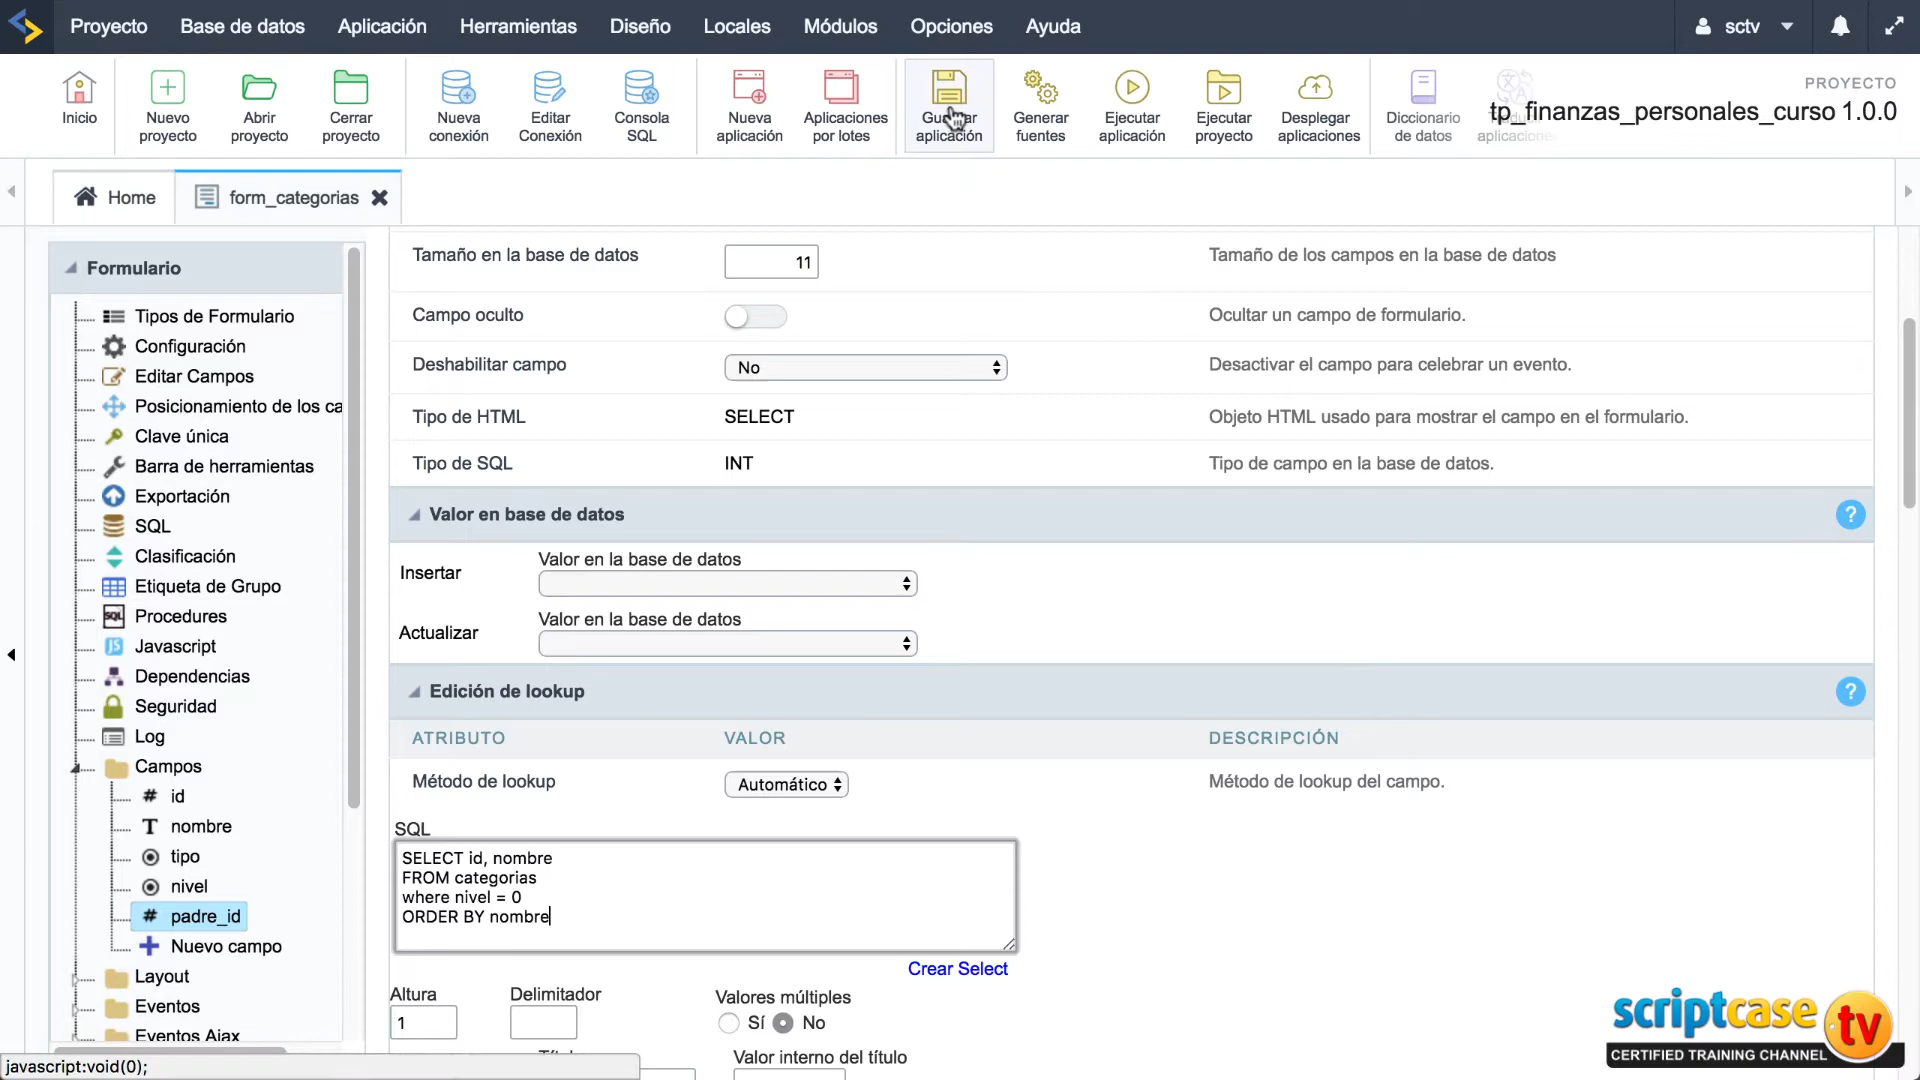 Proyecto
Base de datos
Aplicación
Herramientas
Diseño
Locales
Módulos
Opciones
Ayuda
sctv
Inicio
Nuevo
proyecto
Abrir
proyecto
Cerrar
proyecto
Nueva
conexión
Editar
Conexión
Consola
SQL
Nueva
aplicación
Aplicaciones
por lotes
aplicación
Generar
fuentes
Ejecutar
aplicación
Ejecutar
proyecto
Desplegar
aplicaciones
Diccionario
de datos
PROYECTO
tp_finanzas_personales_curso 1.0.0
Home
form_categorias
Formulario
Tipos de Formulario
Configuración
Editar Campos
Posicionamiento de los ca
Clave única
Barra de herramientas
Exportación
SQL
Clasificación
Etiqueta de Grupo
Procedures
Javascript
Dependencias
Seguridad
Log
Campos
id
nombre
tipo
nivel
padre_id
Nuevo campo
Layout
Eventos
Eventos Ajax
Tamaño en la base de datos
11
Tamaño de los campos en la base de datos
Campo oculto
Ocultar un campo de formulario.
Deshabilitar campo
No
Desactivar el campo para celebrar un evento.
Tipo de HTML
SELECT
Objeto HTML usado para mostrar el campo en el formulario.
Tipo de SQL
INT
Tipo de campo en la base de datos.
Valor en base de datos
?
Insertar
Valor en la base de datos
Actualizar
Valor en la base de datos
Edición de lookup
?
ATRIBUTO
VALOR
DESCRIPCIÓN
Método de lookup
Automático
Método de lookup del campo.
SQL
SELECT id, nombre
FROM categorias
where nivel = 0
ORDER BY nombre
Crear Select
Altura
1
Delimitador
Valores múltiples
Sí
No
Valor interno del título
javascript:void(0);
scriptcase tv
CERTIFIED TRAINING CHANNEL